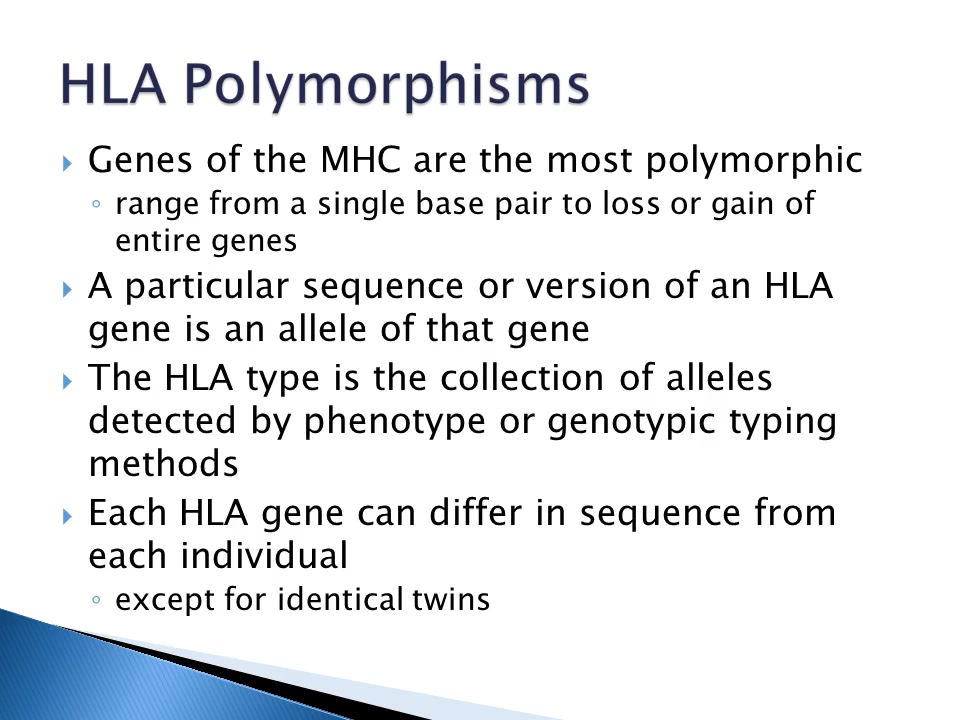 HLA Polymorphisms
Genes of the MHC are the most polymorphic
range from a single base pair to loss or gain of
entire genes
A particular sequence or version of an HLA
gene is an allele of that gene
The HLA type is the collection of alleles
detected by phenotype or genotypic typing
methods
Each HLA gene can differ in sequence from
each individual
except for identical twins